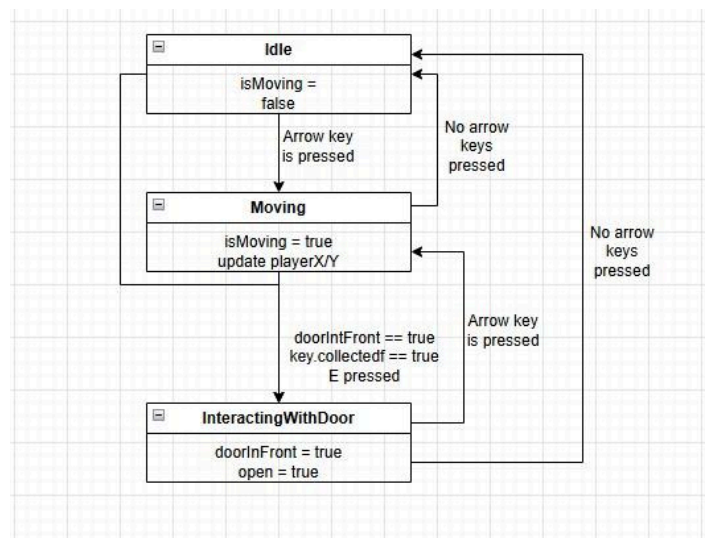 Idle
isMoving =
false
Arrow key
is pressed
No arrow
keys
pressed
Moving
isMoving = true
update playerX/Y
No arrow
keys
pressed
Arrow key
is pressed
doorIntFront == true
key.collectedf == true
E pressed
InteractingWithDoor
doorInFront = true
open = true